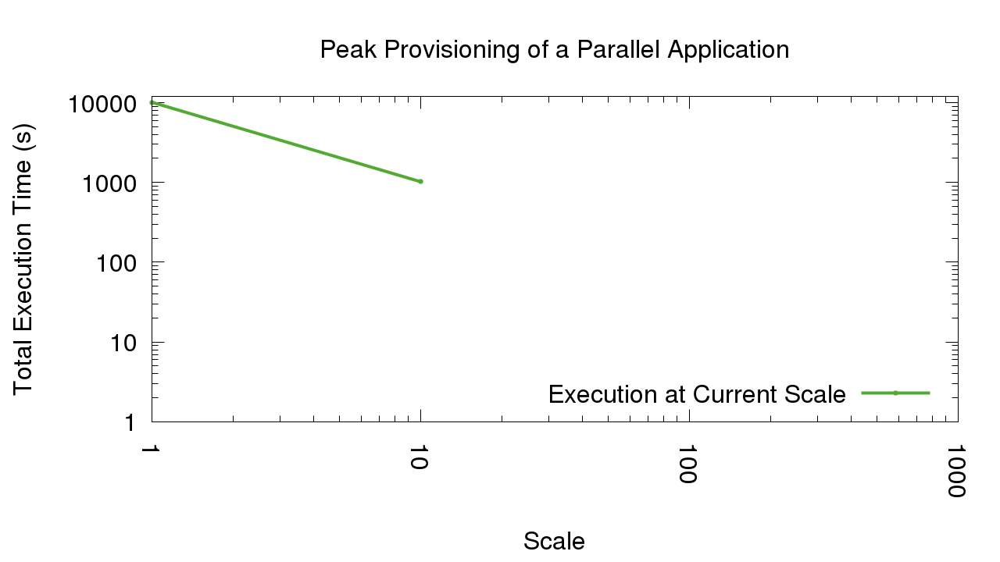 Peak Provisioning of a Parallel Application
Total Execution Time (s)
10000
1000
100
10
1
Execution at Current Scale
1
10
100
1000
Scale